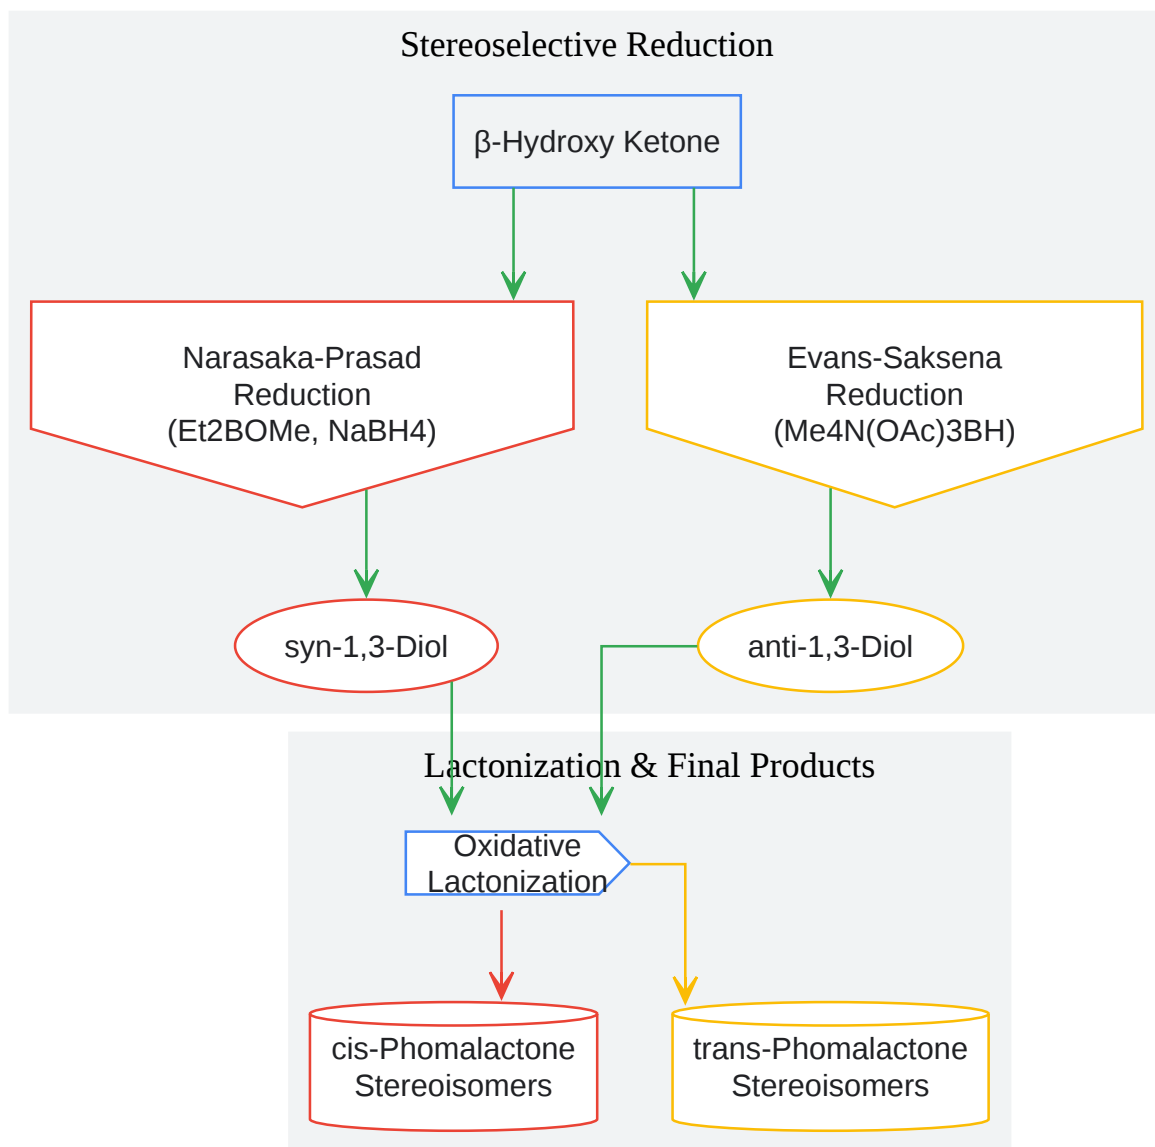 Stereoselective Reduction
β-Hydroxy Ketone
Narasaka-Prasad
Reduction
(Et2BOMe, NaBH4)
Evans-Saksena
Reduction
(Me4N(OAc)3BH)
syn-1,3-Diol
anti-1,3-Diol
Lactonization & Final Products
Oxidative
Lactonization
cis-Phomalactone
Stereoisomers
trans-Phomalactone
Stereoisomers